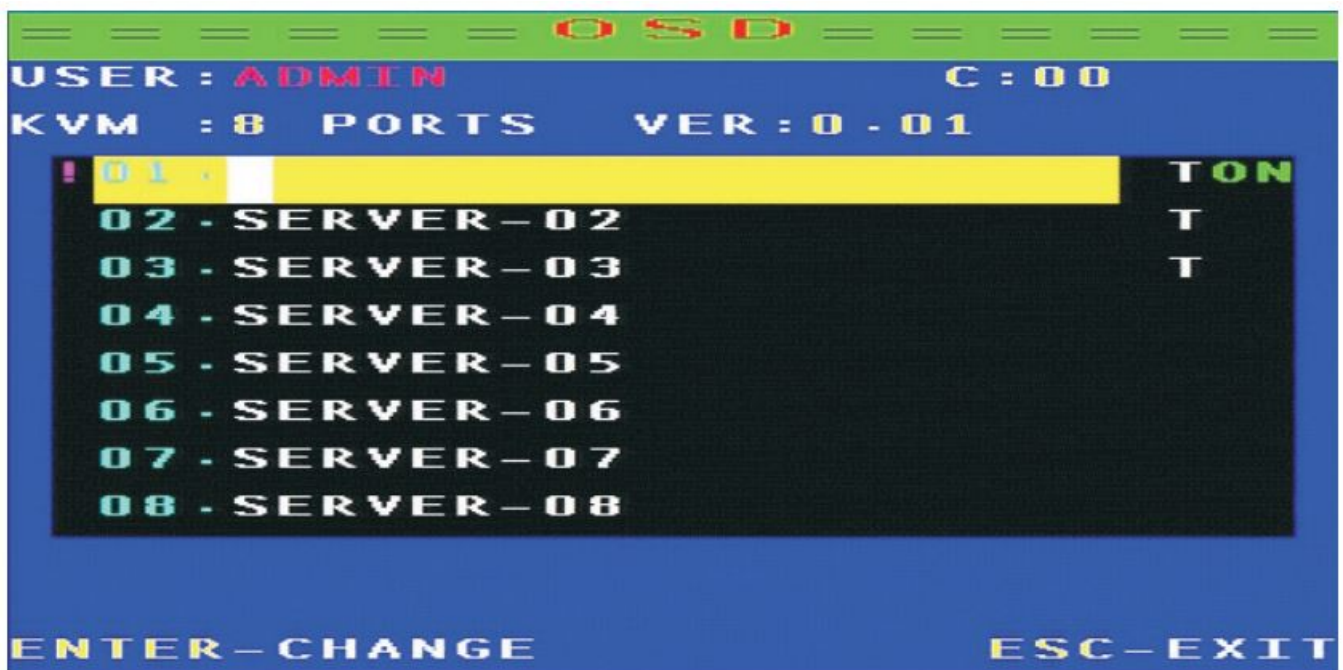 ====== OSD ======
USER:ADMIN C:00
KVM :8 PORTS VER:0.01
! 01. TON
02.SERVER-02 T
03.SERVER-03 T
04.SERVER-04
05.SERVER-05
06.SERVER-06
07.SERVER-07
08.SERVER-08
ENTER-CHANGE ESC-EXIT